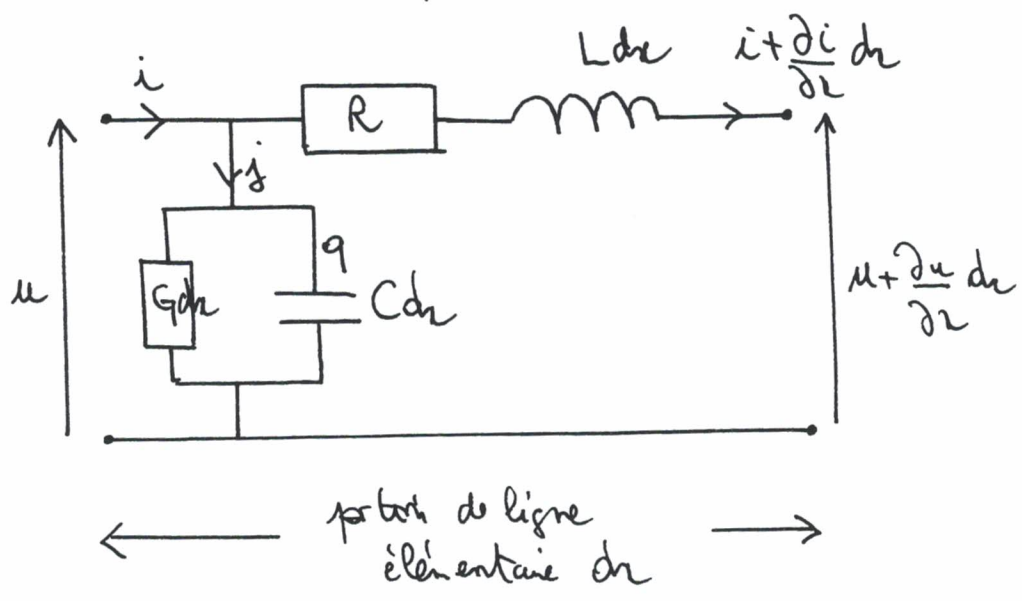 i
R
Ldx
i+∂i/∂x dx
j
u
Gdx
q
Cdx
u+∂u/∂x dx
portion de ligne
élémentaire dx